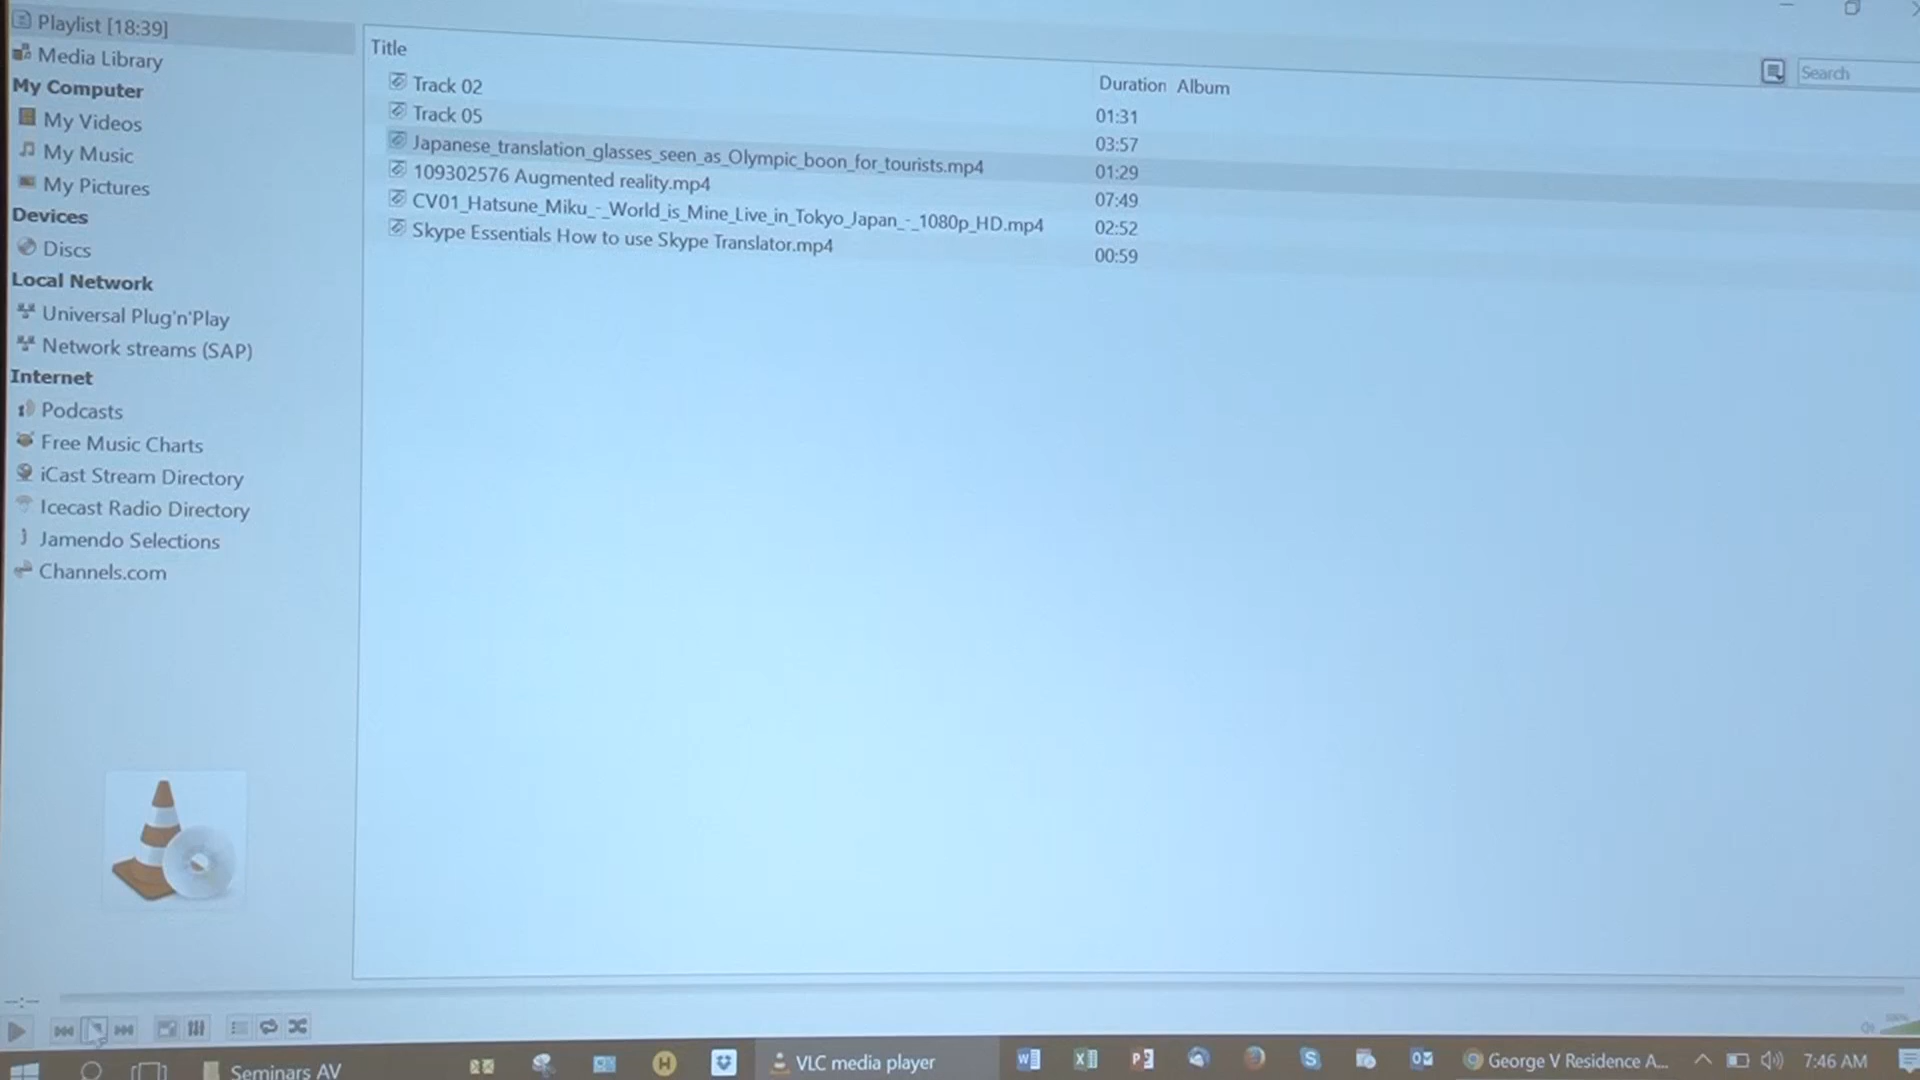 Playlist [18:39]
Media Library
My Computer
My Videos
My Music
My Pictures
Devices
Discs
Local Network
Universal Plug'n'Play
Network streams (SAP)
Internet
Podcasts
Free Music Charts
iCast Stream Directory
Icecast Radio Directory
Jamendo Selections
Channels.com
Title Duration Album
Search
Track 02 01:31
Track 05 03:57
Japanese_translation_glasses_seen_as_Olympic_boon_for_tourists.mp4 01:29
109302576 Augmented reality.mp4 07:49
CV01_Hatsune_Miku_-_World_is_Mine_Live_in_Tokyo_Japan_-_1080p_HD.mp4 02:52
Skype Essentials How to use Skype Translator.mp4 00:59
--:--
100%
Seminars AV
VLC media player
George V Residence A...
7:46 AM